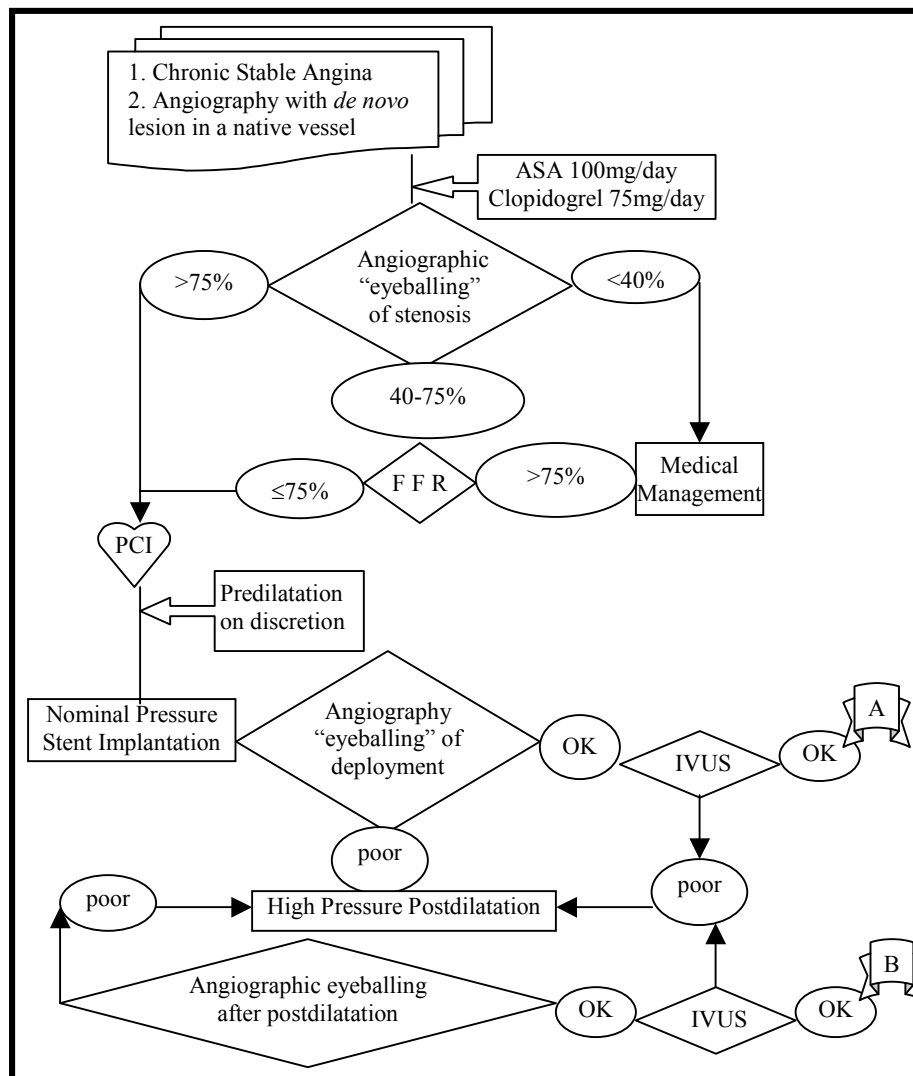 1. Chronic Stable Angina
2. Angiography with de novo
lesion in a native vessel
ASA 100mg/day
Clopidogrel 75mg/day
>75%
Angiographic
“eyeballing”
of stenosis
<40%
40-75%
≤75%
F F R
>75%
Medical
Management
PCI
Predilatation
on discretion
Nominal Pressure
Stent Implantation
Angiography
“eyeballing” of
deployment
OK
IVUS
OK
A
poor
poor
High Pressure Postdilatation
poor
Angiographic eyeballing
after postdilatation
OK
IVUS
OK
B